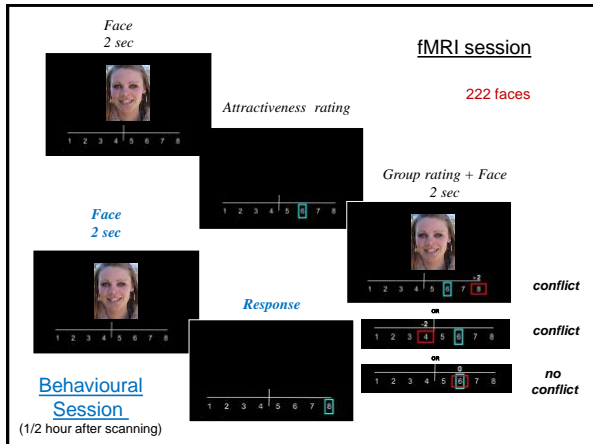 Face
2 sec
fMRI session
222 faces
1 2 3 4 5 6 7 8
Attractiveness rating
1 2 3 4 5 6 7 8
Group rating + Face
2 sec
-2
1 2 3 4 5 6 7 8
conflict
OR
-2
1 2 3 4 5 6 7 8
conflict
OR
0
1 2 3 4 5 6 7 8
no
conflict
Face
2 sec
1 2 3 4 5 6 7 8
Response
1 2 3 4 5 6 7 8
Behavioural
Session
(1/2 hour after scanning)